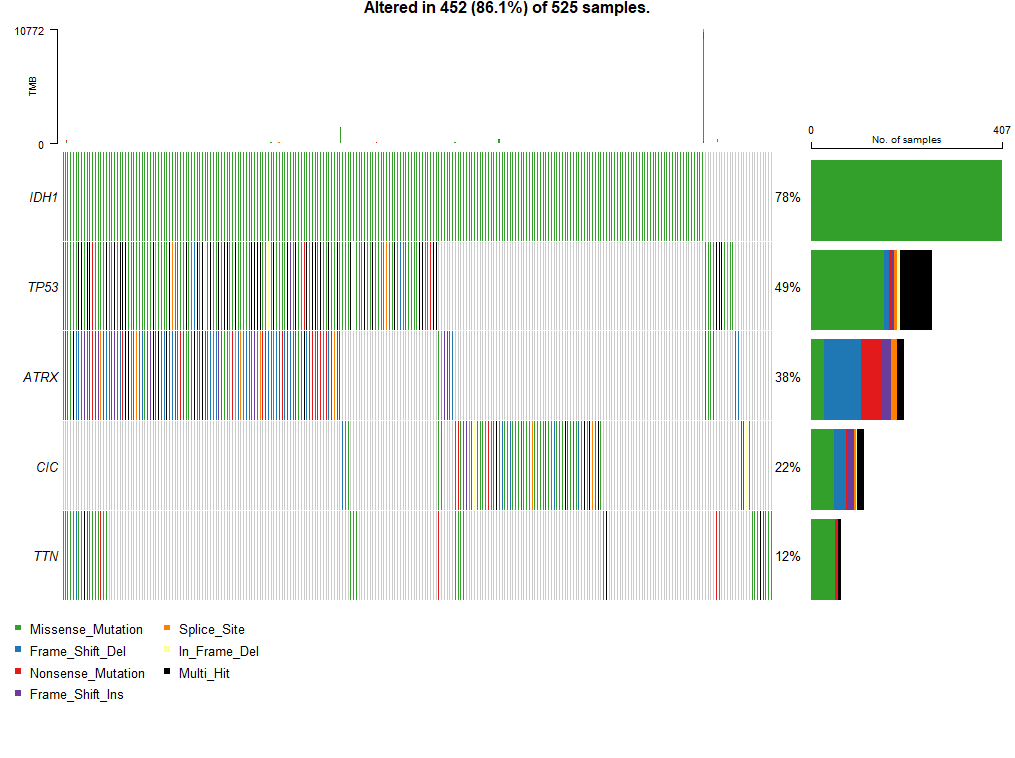 Altered in 452 (86.1%) of 525 samples.
10772
TMB
0
0 407
No. of samples
IDH1 78%
TP53 49%
ATRX 38%
CIC 22%
TTN 12%
Missense_Mutation Splice_Site
Frame_Shift_Del In_Frame_Del
Nonsense_Mutation Multi_Hit
Frame_Shift_Ins